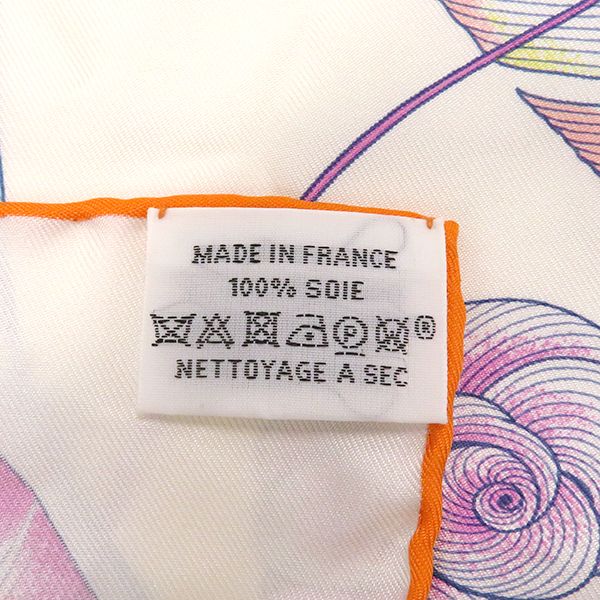 MADE IN FRANCE
100% SOIE
P W ®
NETTOYAGE A SEC